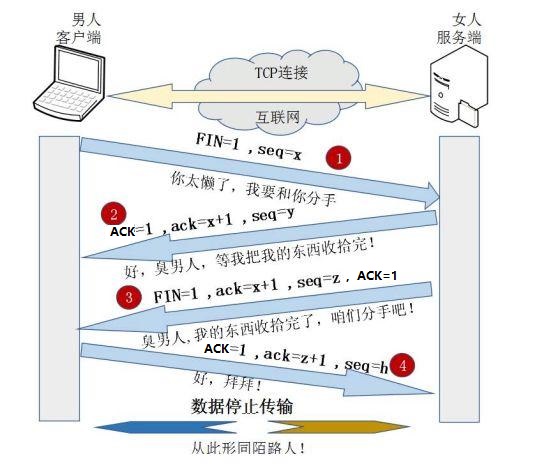 男人
客户端
女人
服务端
TCP连接
互联网
FIN=1 ,seq=x
1
你太懒了，我要和你分手
2
ACK=1 ,ack=x+1 ,seq=y
好，臭男人，等我把我的东西收拾完！
3
FIN=1 ,ack=x+1 ,seq=z , ACK=1
臭男人,我的东西收拾完了，咱们分手吧！
ACK=1 ,ack=z+1 ,seq=h
4
好，拜拜！
数据停止传输
从此形同陌路人！